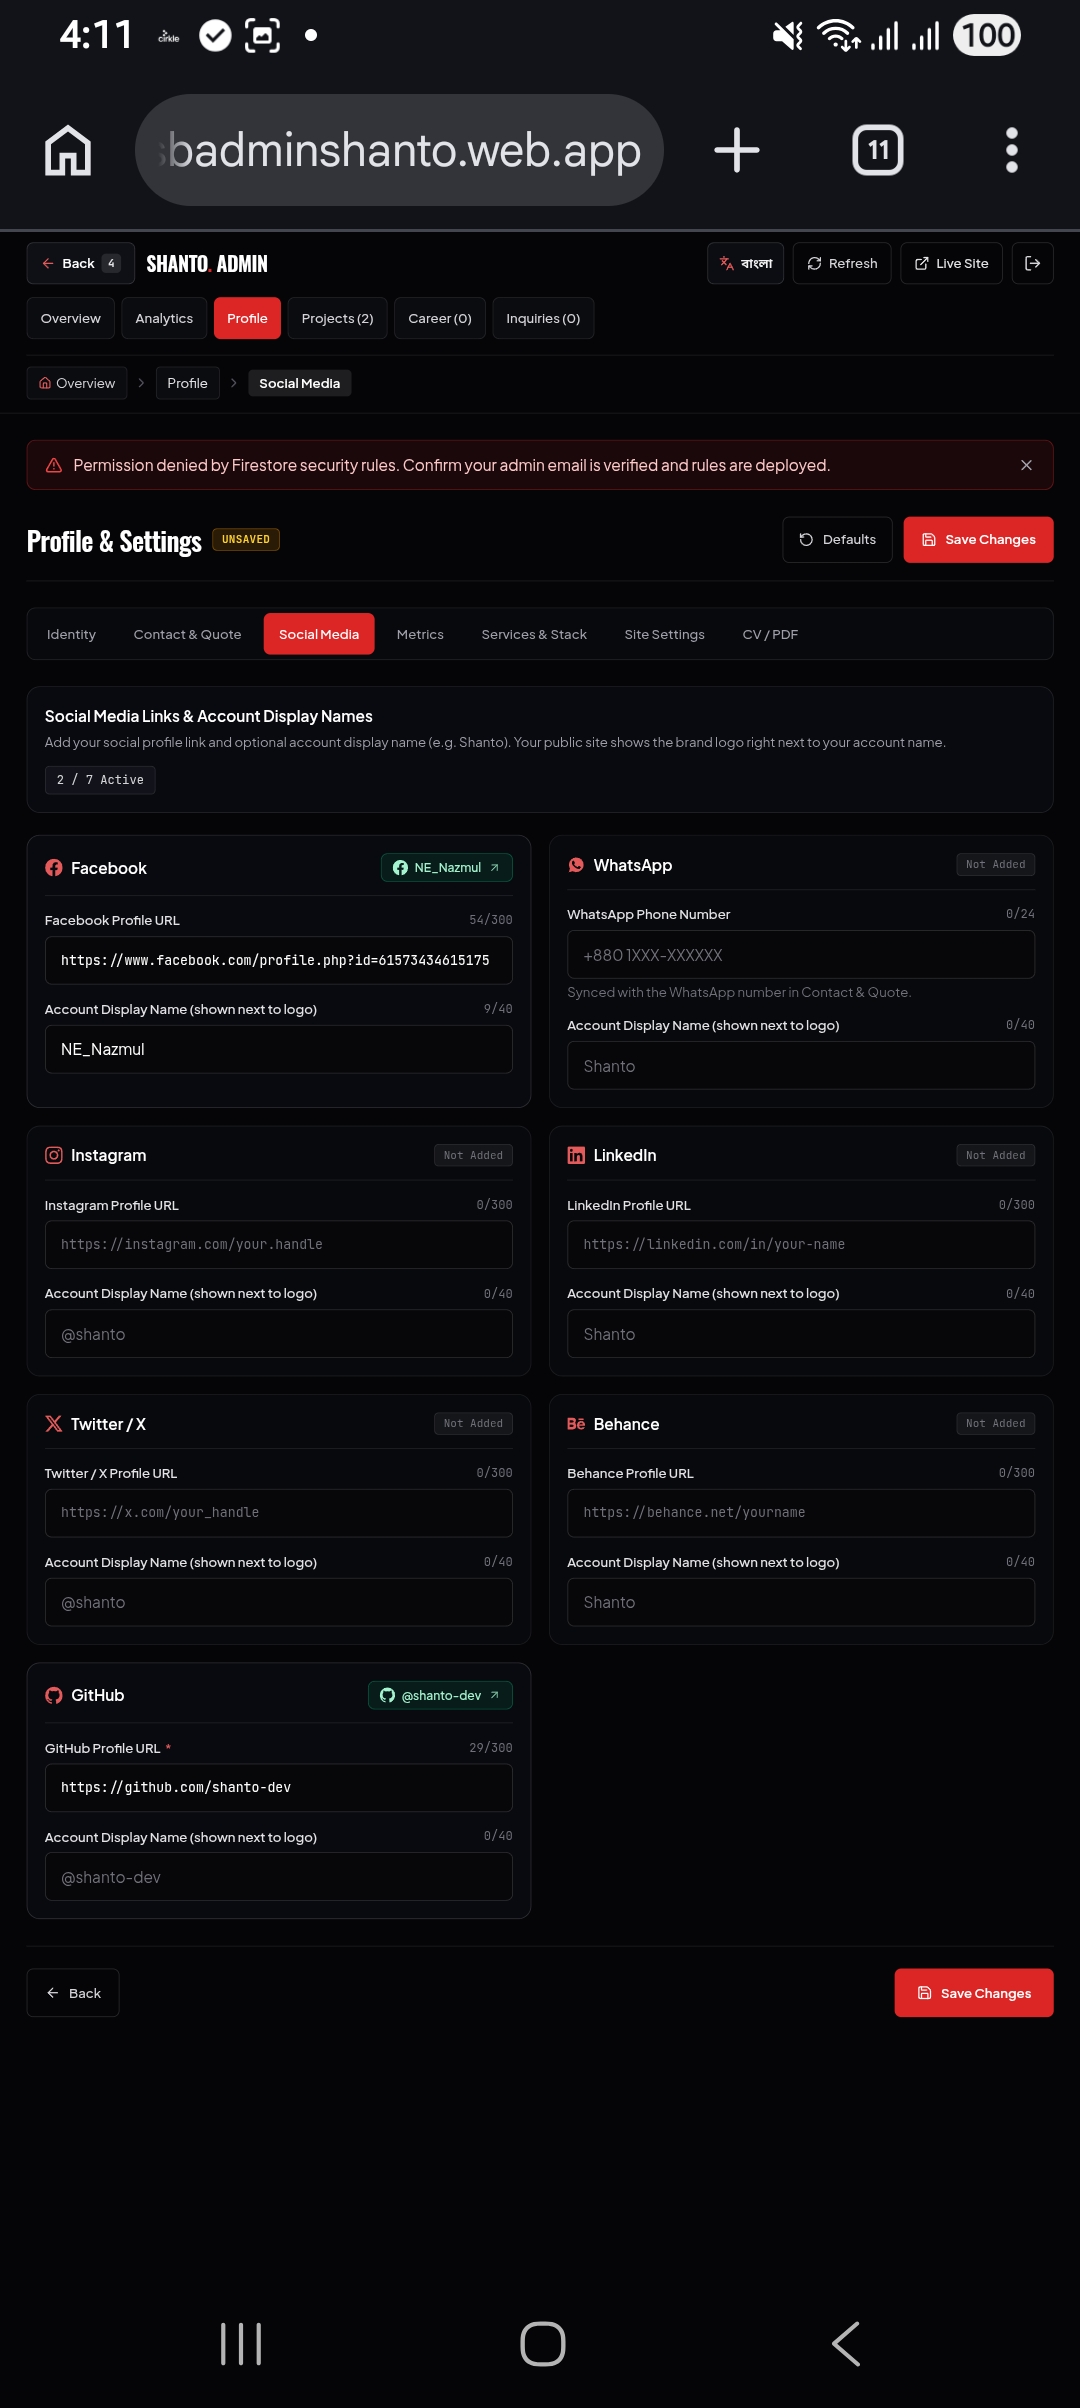 4:11
cirkle
100
sbadminshanto.web.app
11
Back 4
SHANTO. ADMIN
বাংলা
Refresh
Live Site
Overview
Analytics
Profile
Projects (2)
Career (0)
Inquiries (0)
Overview
Profile
Social Media
Permission denied by Firestore security rules. Confirm your admin email is verified and rules are deployed.
Profile & Settings
UNSAVED
Defaults
Save Changes
Identity
Contact & Quote
Social Media
Metrics
Services & Stack
Site Settings
CV / PDF
Social Media Links & Account Display Names
Add your social profile link and optional account display name (e.g. Shanto). Your public site shows the brand logo right next to your account name.
2 / 7 Active
Facebook
NE_Nazmul
Facebook Profile URL
54/300
https://www.facebook.com/profile.php?id=61573434615175
Account Display Name (shown next to logo)
9/40
NE_Nazmul
WhatsApp
Not Added
WhatsApp Phone Number
0/24
+880 1XXX-XXXXXX
Synced with the WhatsApp number in Contact & Quote.
Account Display Name (shown next to logo)
0/40
Shanto
Instagram
Not Added
Instagram Profile URL
0/300
https://instagram.com/your.handle
Account Display Name (shown next to logo)
0/40
@shanto
LinkedIn
Not Added
LinkedIn Profile URL
0/300
https://linkedin.com/in/your-name
Account Display Name (shown next to logo)
0/40
Shanto
Twitter / X
Not Added
Twitter / X Profile URL
0/300
https://x.com/your_handle
Account Display Name (shown next to logo)
0/40
@shanto
Behance
Not Added
Behance Profile URL
0/300
https://behance.net/yourname
Account Display Name (shown next to logo)
0/40
Shanto
GitHub
@shanto-dev
GitHub Profile URL *
29/300
https://github.com/shanto-dev
Account Display Name (shown next to logo)
0/40
@shanto-dev
Back
Save Changes